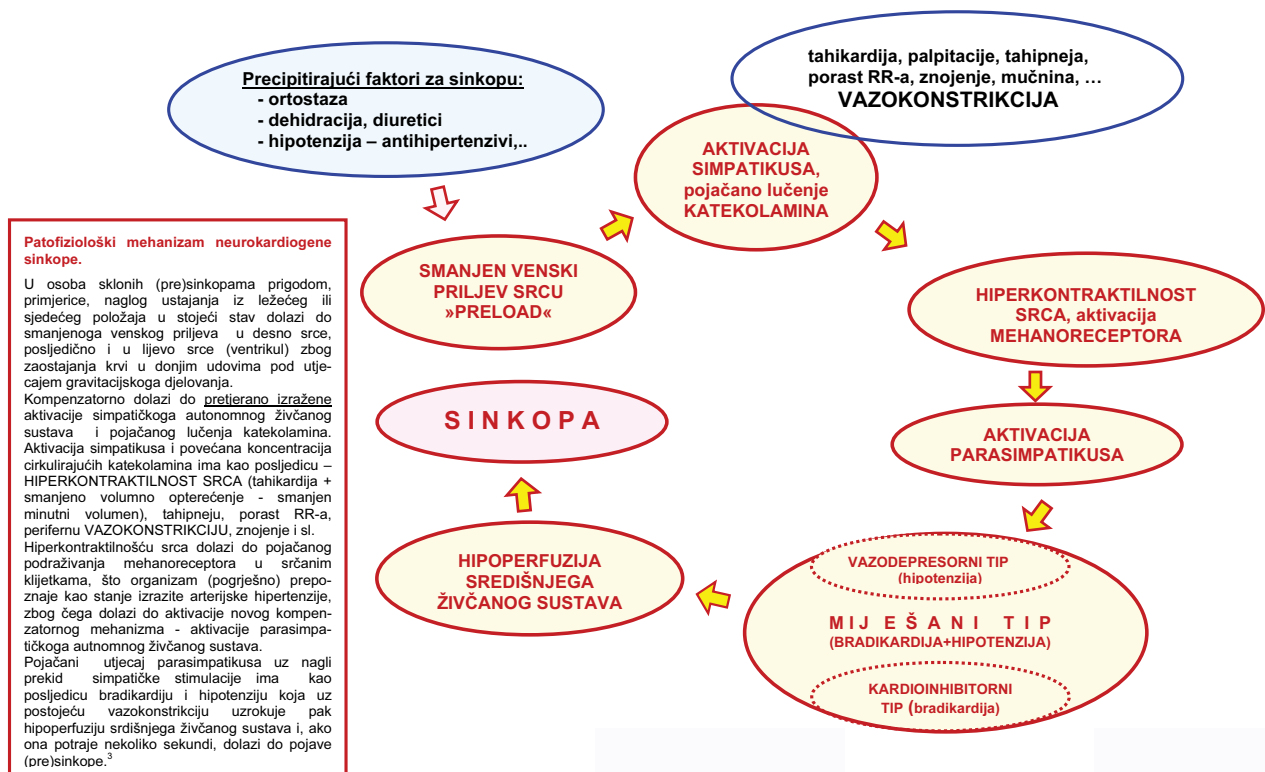 Precipitirajući faktori za sinkopu:
- ortostaza
- dehidracija, diuretici
- hipotenzija – antihipertenzivi,..
tahikardija, palpitacije, tahipneja,
porast RR-a, znojenje, mučnina, ...
VAZOKONSTRIKCIJA
AKTIVACIJA
SIMPATIKUSA,
pojačano lučenje
KATEKOLAMINA
SMANJEN VENSKI
PRILJEV SRCU
»PRELOAD«
HIPERKONTRAKTILNOST
SRCA, aktivacija
MEHANORECEPTORA
AKTIVACIJA
PARASIMPATIKUSA
VAZODEPRESORNI TIP
(hipotenzija)
MIJEŠANI TIP
(BRADIKARDIJA+HIPOTENZIJA)
KARDIOINHIBITORNI
TIP (bradikardija)
HIPOPERFUZIJA
SREDIŠNJEGA
ŽIVČANOG SUSTAVA
SINKOPA
Patofiziološki mehanizam neurokardiogene
sinkope.
U osoba sklonih (pre)sinkopama prigodom,
primjerice, naglog ustajanja iz ležećeg ili
sjedećeg položaja u stojeći stav dolazi do
smanjenoga venskog priljeva u desno srce,
posljedično i u lijevo srce (ventrikul) zbog
zaostajanja krvi u donjim udovima pod utje-
cajem gravitacijskoga djelovanja.
Kompenzatorno dolazi do pretjerano izražene
aktivacije simpatičkoga autonomnog živčanog
sustava i pojačanog lučenja katekolamina.
Aktivacija simpatikusa i povećana koncentracija
cirkulirajućih katekolamina ima kao posljedicu –
HIPERKONTRAKTILNOST SRCA (tahikardija +
smanjeno volumno opterećenje - smanjen
minutni volumen), tahipneju, porast RR-a,
perifernu VAZOKONSTRIKCIJU, znojenje i sl.
Hiperkontraktilnošću srca dolazi do pojačanog
podraživanja mehanoreceptora u srčanim
klijetkama, što organizam (pogrješno) prepo-
znaje kao stanje izrazite arterijske hipertenzije,
zbog čega dolazi do aktivacije novog kompen-
zatornog mehanizma - aktivacije parasimpa-
tičkoga autnomnog živčanog sustava.
Pojačani utjecaj parasimpatikusa uz nagli
prekid simpatičke stimulacije ima kao
posljedicu bradikardiju i hipotenziju koja uz
postojeću vazokonstrikciju uzrokuje pak
hipoperfuziju srdišnjega živčanog sustava i, ako
ona potraje nekoliko sekundi, dolazi do pojave
(pre)sinkope.³